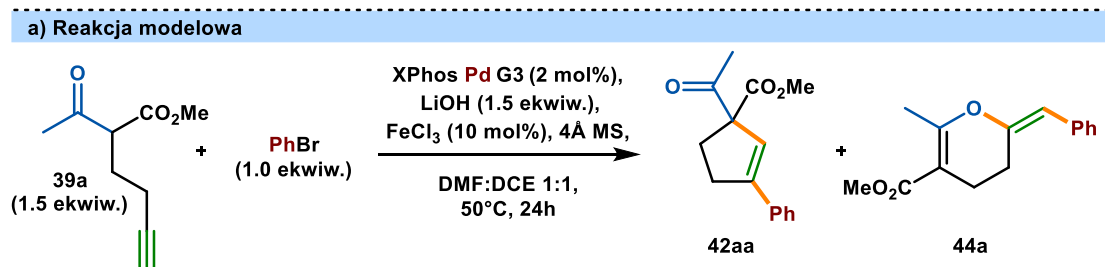 a) Reakcja modelowa
O
CO₂Me
39a
(1.5 ekwiw.)
+
PhBr
(1.0 ekwiw.)
XPhos Pd G3 (2 mol%),
LiOH (1.5 ekwiw.),
FeCl₃ (10 mol%), 4Å MS,
DMF:DCE 1:1,
50°C, 24h
O
CO₂Me
Ph
42aa
+
O
Ph
MeO₂C
44a